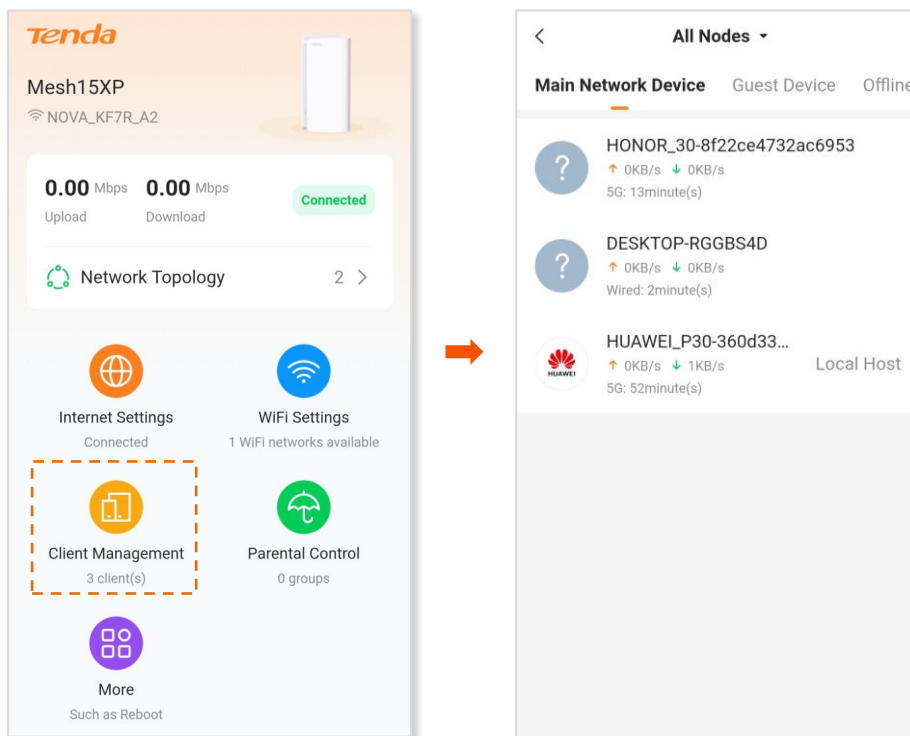 Tenda
Mesh15XP
NOVA_KF7R_A2
0.00 Mbps 0.00 Mbps
Upload Download
Connected
Network Topology 2 >
Internet Settings
Connected
WiFi Settings
1 WiFi networks available
Client Management
3 client(s)
Parental Control
0 groups
More
Such as Reboot
All Nodes
Main Network Device Guest Device Offline
?
HONOR_30-8f22ce4732ac6953
↑ 0KB/s ↓ 0KB/s
5G: 13minute(s)
?
DESKTOP-RGGBS4D
↑ 0KB/s ↓ 0KB/s
Wired: 2minute(s)
HUAWEI
HUAWEI_P30-360d33...
↑ 0KB/s ↓ 1KB/s
Local Host
5G: 52minute(s)